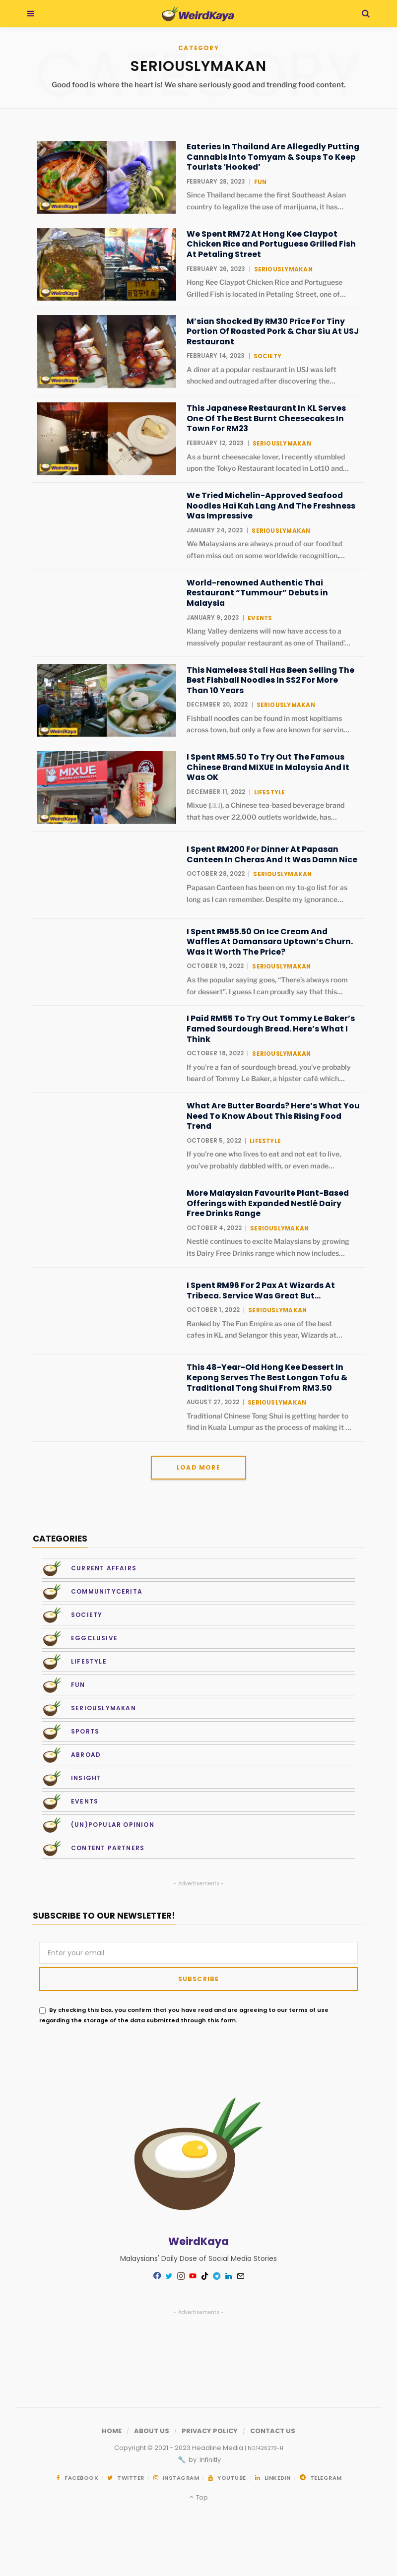 WeirdKaya
CATEGORY
CATEGORY
SERIOUSLYMAKAN
Good food is where the heart is! We share seriously good and trending food content.
Eateries In Thailand Are Allegedly Putting
Cannabis Into Tomyam & Soups To Keep
Tourists ‘Hooked’
FEBRUARY 28, 2023 | FUN
Since Thailand became the first Southeast Asian
country to legalize the use of marijuana, it has...
WeirdKaya
We Spent RM72 At Hong Kee Claypot
Chicken Rice and Portuguese Grilled Fish
At Petaling Street
FEBRUARY 26, 2023 | SERIOUSLYMAKAN
Hong Kee Claypot Chicken Rice and Portuguese
Grilled Fish is located in Petaling Street, one of...
WeirdKaya
M’sian Shocked By RM30 Price For Tiny
Portion Of Roasted Pork & Char Siu At USJ
Restaurant
FEBRUARY 14, 2023 | SOCIETY
A diner at a popular restaurant in USJ was left
shocked and outraged after discovering the...
WeirdKaya
This Japanese Restaurant In KL Serves
One Of The Best Burnt Cheesecakes In
Town For RM23
FEBRUARY 12, 2023 | SERIOUSLYMAKAN
As a burnt cheesecake lover, I recently stumbled
upon the Tokyo Restaurant located in Lot10 and...
WeirdKaya
We Tried Michelin-Approved Seafood
Noodles Hai Kah Lang And The Freshness
Was Impressive
JANUARY 24, 2023 | SERIOUSLYMAKAN
We Malaysians are always proud of our food but
often miss out on some worldwide recognition,...
World-renowned Authentic Thai
Restaurant “Tummour” Debuts in
Malaysia
JANUARY 9, 2023 | EVENTS
Klang Valley denizens will now have access to a
massively popular restaurant as one of Thailand’...
This Nameless Stall Has Been Selling The
Best Fishball Noodles In SS2 For More
Than 10 Years
DECEMBER 20, 2022 | SERIOUSLYMAKAN
Fishball noodles can be found in most kopitiams
across town, but only a few are known for servin...
WeirdKaya
I Spent RM5.50 To Try Out The Famous
Chinese Brand MIXUE In Malaysia And It
Was OK
DECEMBER 11, 2022 | LIFESTYLE
Mixue (), a Chinese tea-based beverage brand
that has over 22,000 outlets worldwide, has...
MIXUE
WeirdKaya
I Spent RM200 For Dinner At Papasan
Canteen In Cheras And It Was Damn Nice
OCTOBER 28, 2022 | SERIOUSLYMAKAN
Papasan Canteen has been on my to-go list for as
long as I can remember. Despite my ignorance...
I Spent RM55.50 On Ice Cream And
Waffles At Damansara Uptown’s Churn.
Was It Worth The Price?
OCTOBER 19, 2022 | SERIOUSLYMAKAN
As the popular saying goes, “There’s always room
for dessert”. I guess I can proudly say that this...
I Paid RM55 To Try Out Tommy Le Baker’s
Famed Sourdough Bread. Here’s What I
Think
OCTOBER 18, 2022 | SERIOUSLYMAKAN
If you’re a fan of sourdough bread, you’ve probably
heard of Tommy Le Baker, a hipster café which...
What Are Butter Boards? Here’s What You
Need To Know About This Rising Food
Trend
OCTOBER 5, 2022 | LIFESTYLE
If you’re one who lives to eat and not eat to live,
you’ve probably dabbled with, or even made...
More Malaysian Favourite Plant-Based
Offerings with Expanded Nestlé Dairy
Free Drinks Range
OCTOBER 4, 2022 | SERIOUSLYMAKAN
Nestlé continues to excite Malaysians by growing
its Dairy Free Drinks range which now includes...
I Spent RM96 For 2 Pax At Wizards At
Tribeca. Service Was Great But...
OCTOBER 1, 2022 | SERIOUSLYMAKAN
Ranked by The Fun Empire as one of the best
cafes in KL and Selangor this year, Wizards at...
This 48-Year-Old Hong Kee Dessert In
Kepong Serves The Best Longan Tofu &
Traditional Tong Shui From RM3.50
AUGUST 27, 2022 | SERIOUSLYMAKAN
Traditional Chinese Tong Shui is getting harder to
find in Kuala Lumpur as the process of making it ...
LOAD MORE
CATEGORIES
CURRENT AFFAIRS
COMMUNITYCERITA
SOCIETY
EGGCLUSIVE
LIFESTYLE
FUN
SERIOUSLYMAKAN
SPORTS
ABROAD
INSIGHT
EVENTS
(UN)POPULAR OPINION
CONTENT PARTNERS
- Advertisements -
SUBSCRIBE TO OUR NEWSLETTER!
Enter your email
SUBSCRIBE
By checking this box, you confirm that you have read and are agreeing to our terms of use
regarding the storage of the data submitted through this form.
WeirdKaya
Malaysians' Daily Dose of Social Media Stories
- Advertisements -
HOME / ABOUT US / PRIVACY POLICY / CONTACT US
Copyright © 2021 - 2023 Headline Media | NO.1426279-H
by Infinitly
FACEBOOK / TWITTER / INSTAGRAM / YOUTUBE / LINKEDIN / TELEGRAM
Top